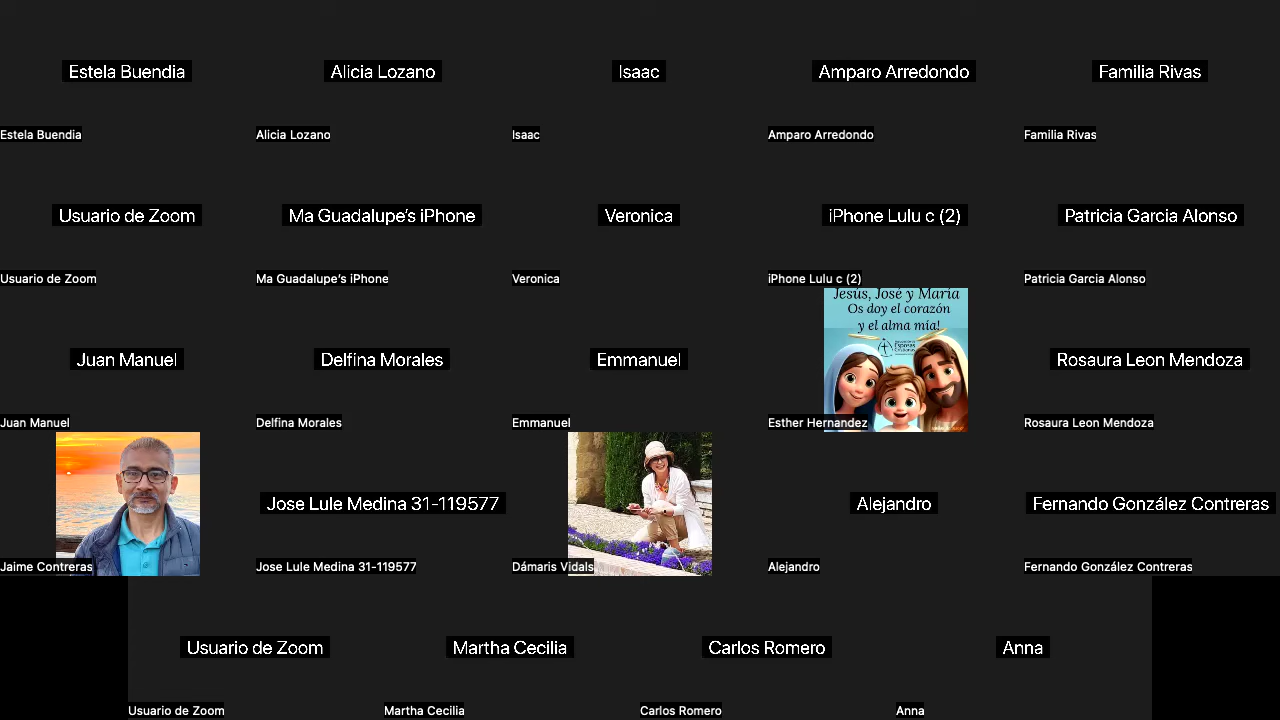 Estela Buendia
Alicia Lozano
Isaac
Amparo Arredondo
Familia Rivas
Estela Buendia
Alicia Lozano
Isaac
Amparo Arredondo
Familia Rivas
Usuario de Zoom
Ma Guadalupe’s iPhone
Veronica
iPhone Lulu c (2)
Patricia Garcia Alonso
Usuario de Zoom
Ma Guadalupe’s iPhone
Veronica
iPhone Lulu c (2)
Patricia Garcia Alonso
Jesús, José y María
Os doy el corazón
y el alma mía!
Esposas
Cristianas
Juan Manuel
Delfina Morales
Emmanuel
Rosaura Leon Mendoza
Juan Manuel
Delfina Morales
Emmanuel
Esther Hernandez
Rosaura Leon Mendoza
Jose Lule Medina 31-119577
Alejandro
Fernando González Contreras
Jaime Contreras
Jose Lule Medina 31-119577
Dámaris Vidals
Alejandro
Fernando González Contreras
Usuario de Zoom
Martha Cecilia
Carlos Romero
Anna
Usuario de Zoom
Martha Cecilia
Carlos Romero
Anna